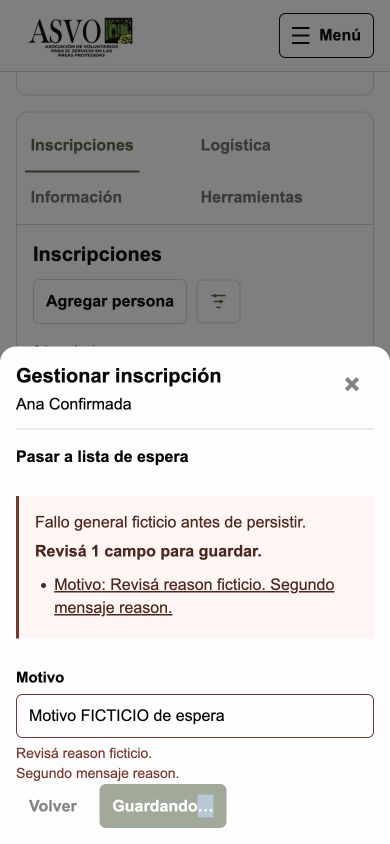 ASVO
ASOCIACIÓN DE VOLUNTARIOS
PARA EL SERVICIO EN LAS
ÁREAS PROTEGIDAS
Menú
Inscripciones
Logística
Información
Herramientas
Inscripciones
Agregar persona
Gestionar inscripción
Ana Confirmada
Pasar a lista de espera
Fallo general ficticio antes de persistir.
Revisá 1 campo para guardar.
Motivo: Revisá reason ficticio. Segundo
mensaje reason.
Motivo
Motivo FICTICIO de espera
Revisá reason ficticio.
Segundo mensaje reason.
Volver
Guardando…